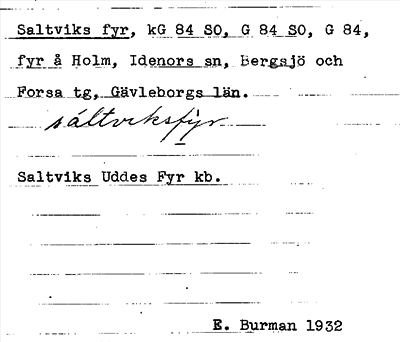 Saltviks fyr, kG 84 SO, G 84 SO, G 84,
fyr å Holm, Idenors sn, Bergsjö och
Forsa tg, Gävleborgs län.
sáltviksfyr
Saltviks Uddes Fyr kb.
E. Burman 1932